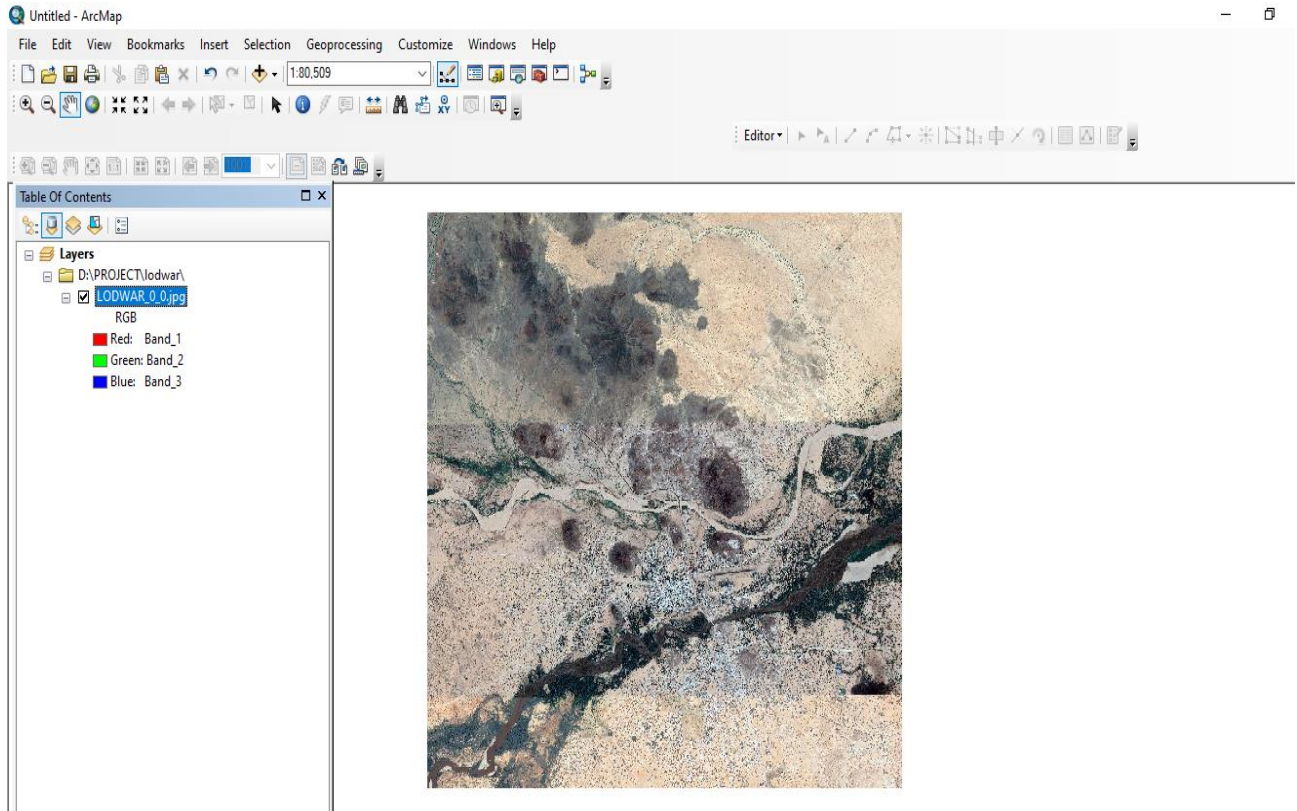 Untitled - ArcMap
File Edit View Bookmarks Insert Selection Geoprocessing Customize Windows Help
1:80,509
XY
Editor
Table Of Contents
Layers
D:\PROJECT\lodwar\
LODWAR_0_0.jpg
RGB
Red: Band_1
Green: Band_2
Blue: Band_3